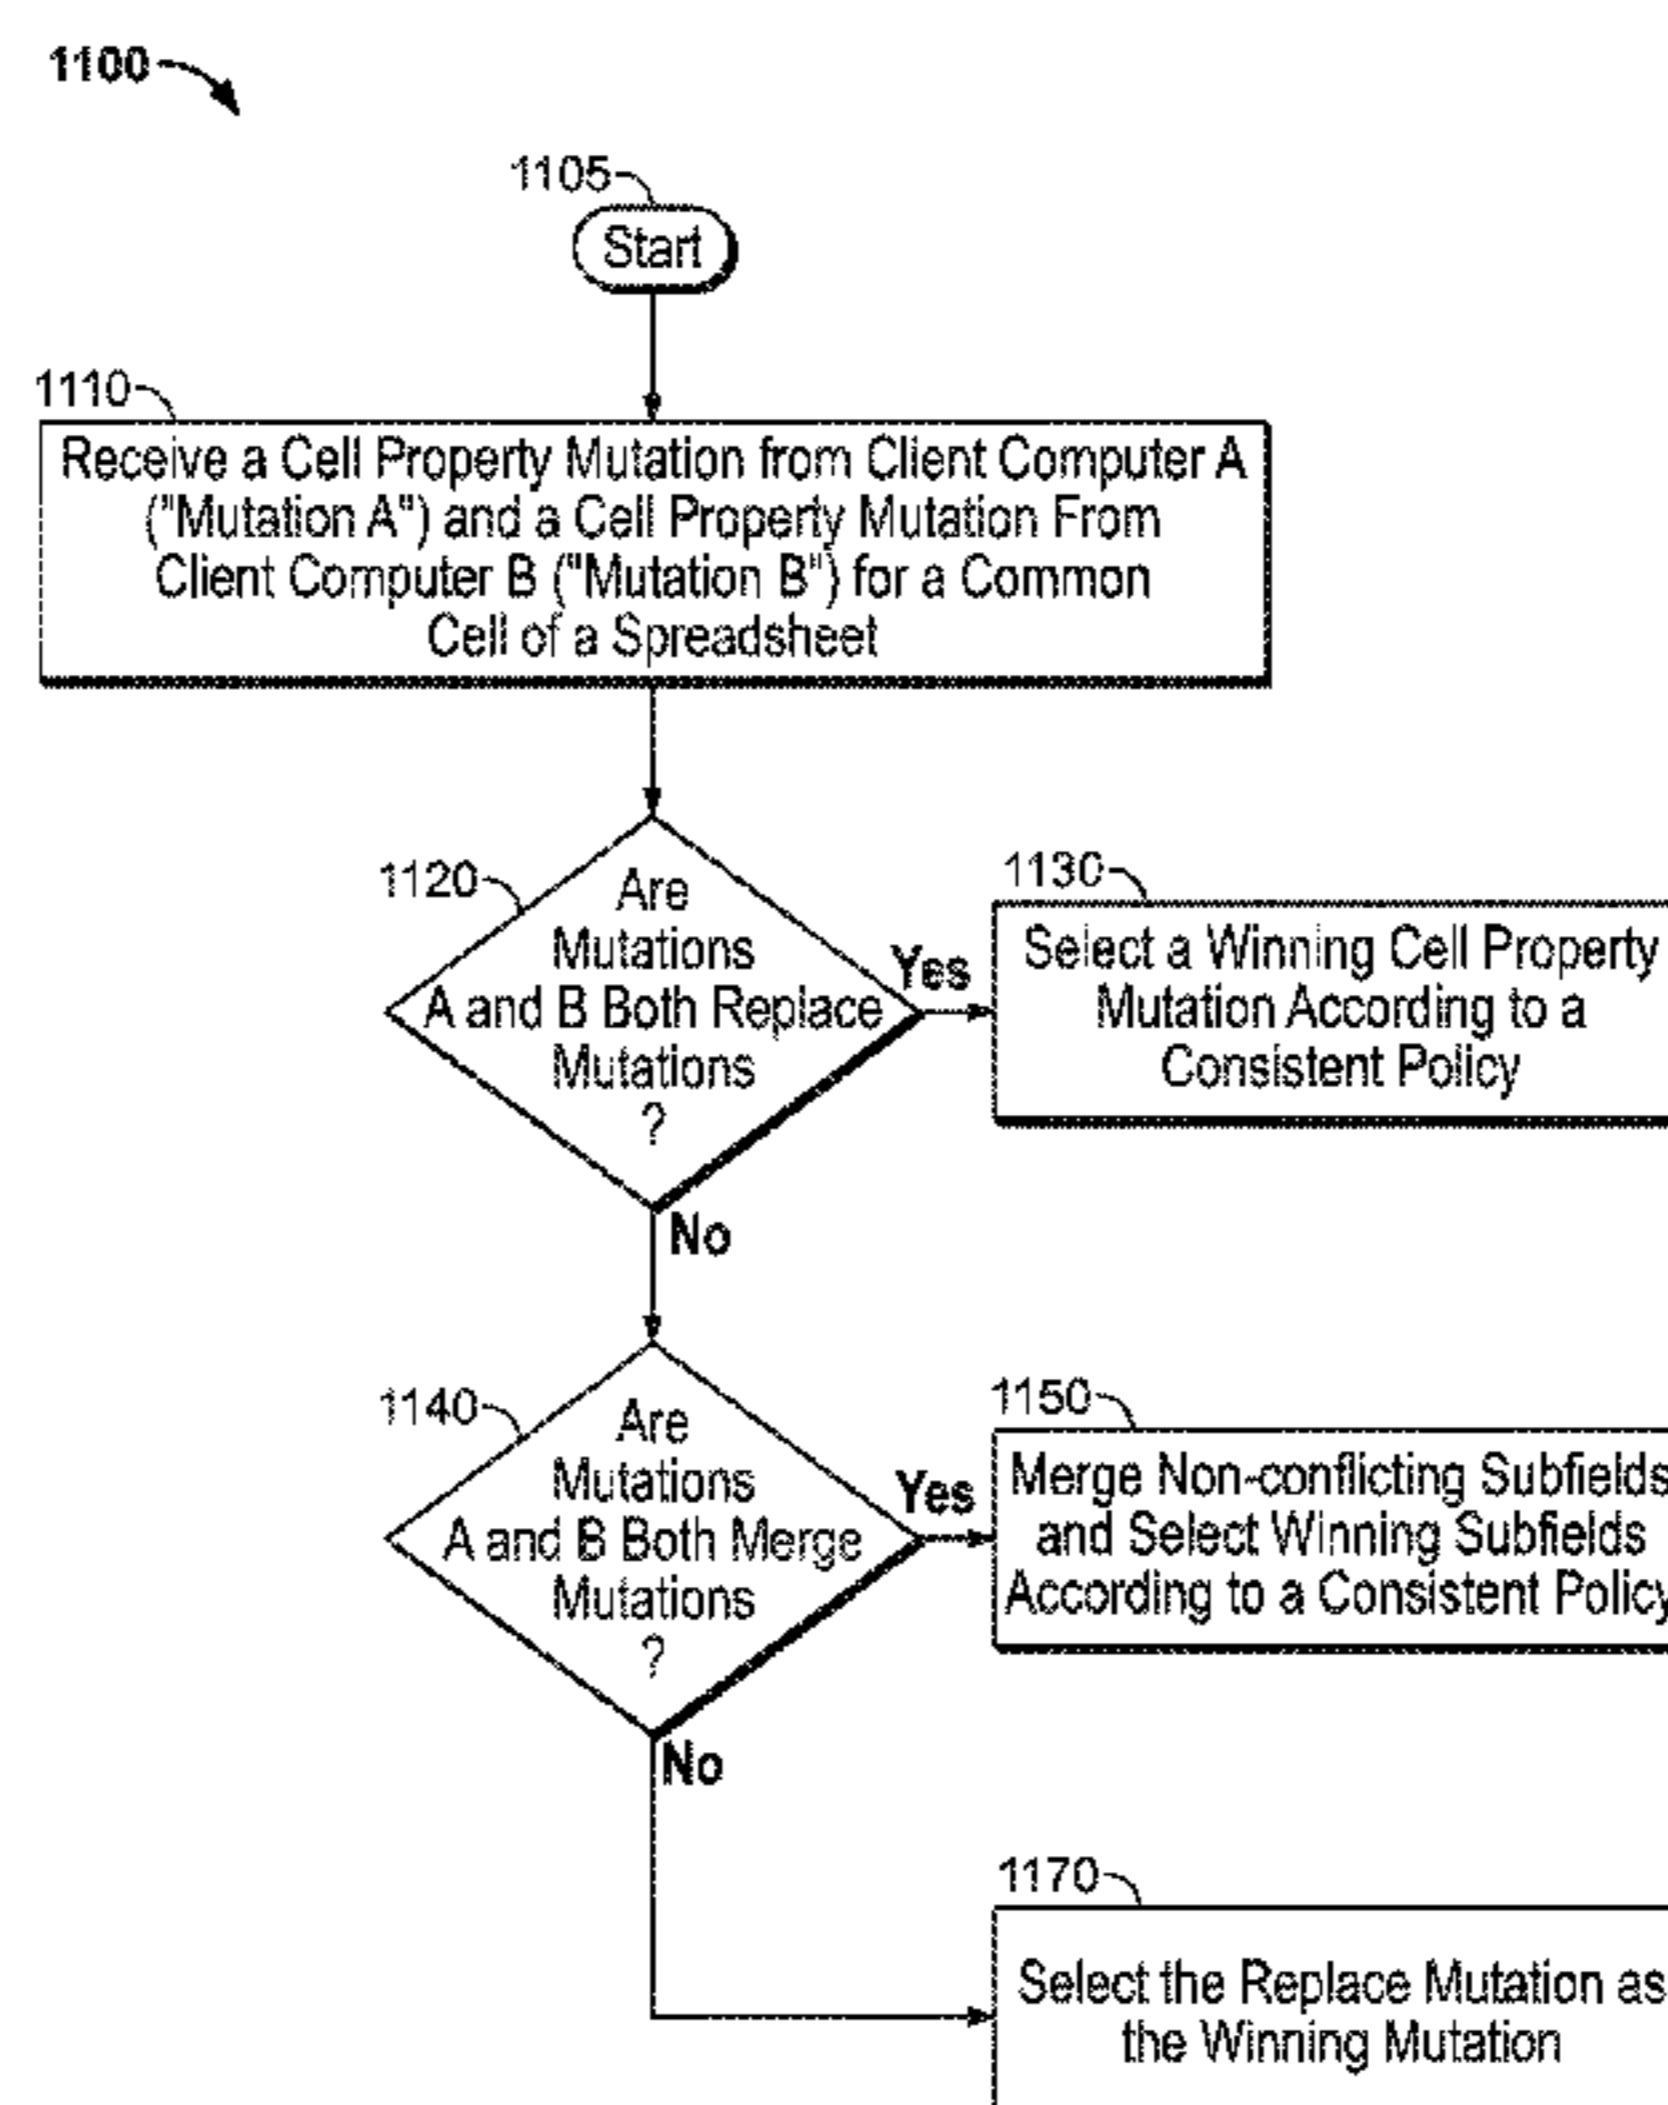 1100
1105
Start
1110
Receive a Cell Property Mutation from Client Computer A
("Mutation A") and a Cell Property Mutation From
Client Computer B ("Mutation B") for a Common
Cell of a Spreadsheet
1120
Are
Mutations
A and B Both Replace
Mutations
?
Yes
1130
Select a Winning Cell Property
Mutation According to a
Consistent Policy
No
1140
Are
Mutations
A and B Both Merge
Mutations
?
Yes
1150
Merge Non-conflicting Subfields
and Select Winning Subfields
According to a Consistent Policy
No
1170
Select the Replace Mutation as
the Winning Mutation